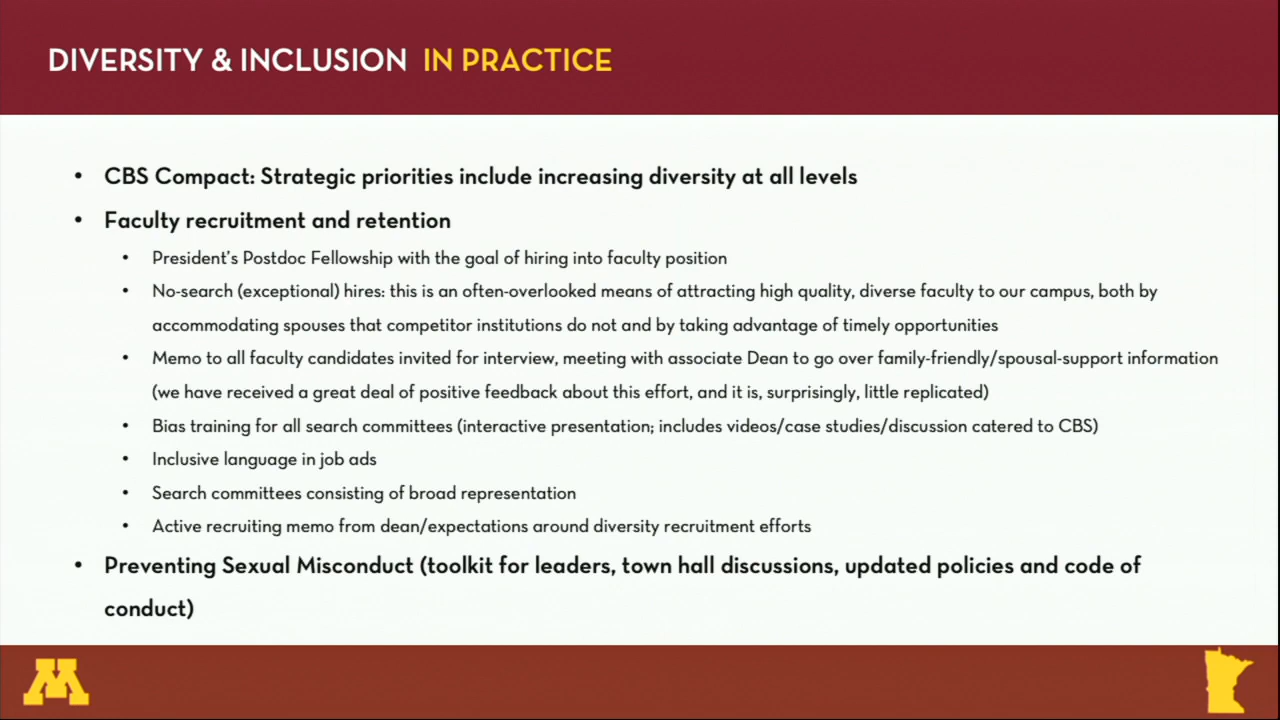 DIVERSITY & INCLUSION IN PRACTICE
• CBS Compact: Strategic priorities include increasing diversity at all levels
• Faculty recruitment and retention
• President's Postdoc Fellowship with the goal of hiring into faculty position
• No-search (exceptional) hires: this is an often-overlooked means of attracting high quality, diverse faculty to our campus, both by
accommodating spouses that competitor institutions do not and by taking advantage of timely opportunities
• Memo to all faculty candidates invited for interview, meeting with associate Dean to go over family-friendly/spousal-support information
(we have received a great deal of positive feedback about this effort, and it is, surprisingly, little replicated)
• Bias training for all search committees (interactive presentation; includes videos/case studies/discussion catered to CBS)
• Inclusive language in job ads
• Search committees consisting of broad representation
• Active recruiting memo from dean/expectations around diversity recruitment efforts
• Preventing Sexual Misconduct (toolkit for leaders, town hall discussions, updated policies and code of
conduct)
M